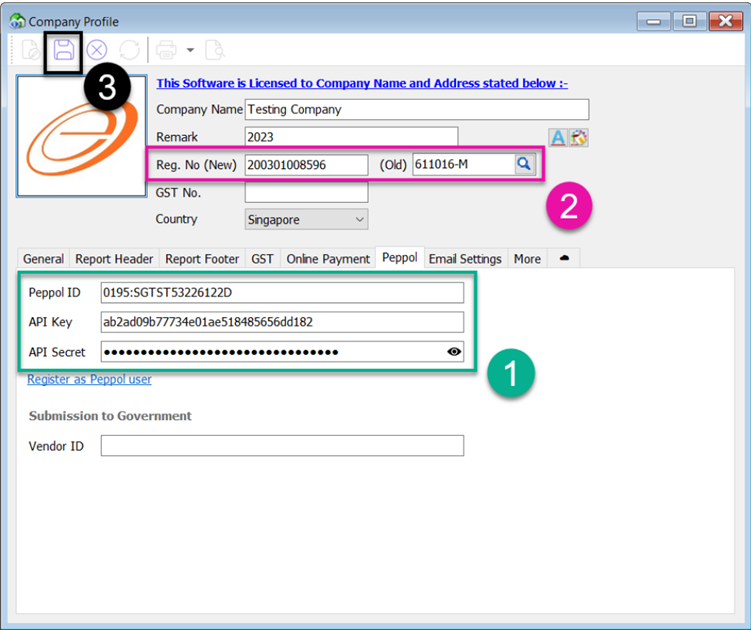 Company Profile
3
This Software is Licensed to Company Name and Address stated below :-
Company Name Testing Company
Remark 2023
A
Reg. No (New) 200301008596 (Old) 611016-M
2
GST No.
Country Singapore
General Report Header Report Footer GST Online Payment Peppol Email Settings More
Peppol ID 0195:SGTST53226122D
API Key ab2ad09b77734e01ae518485656dd182
API Secret ••••••••••••••••••••••••••••••••
1
Register as Peppol user
Submission to Government
Vendor ID